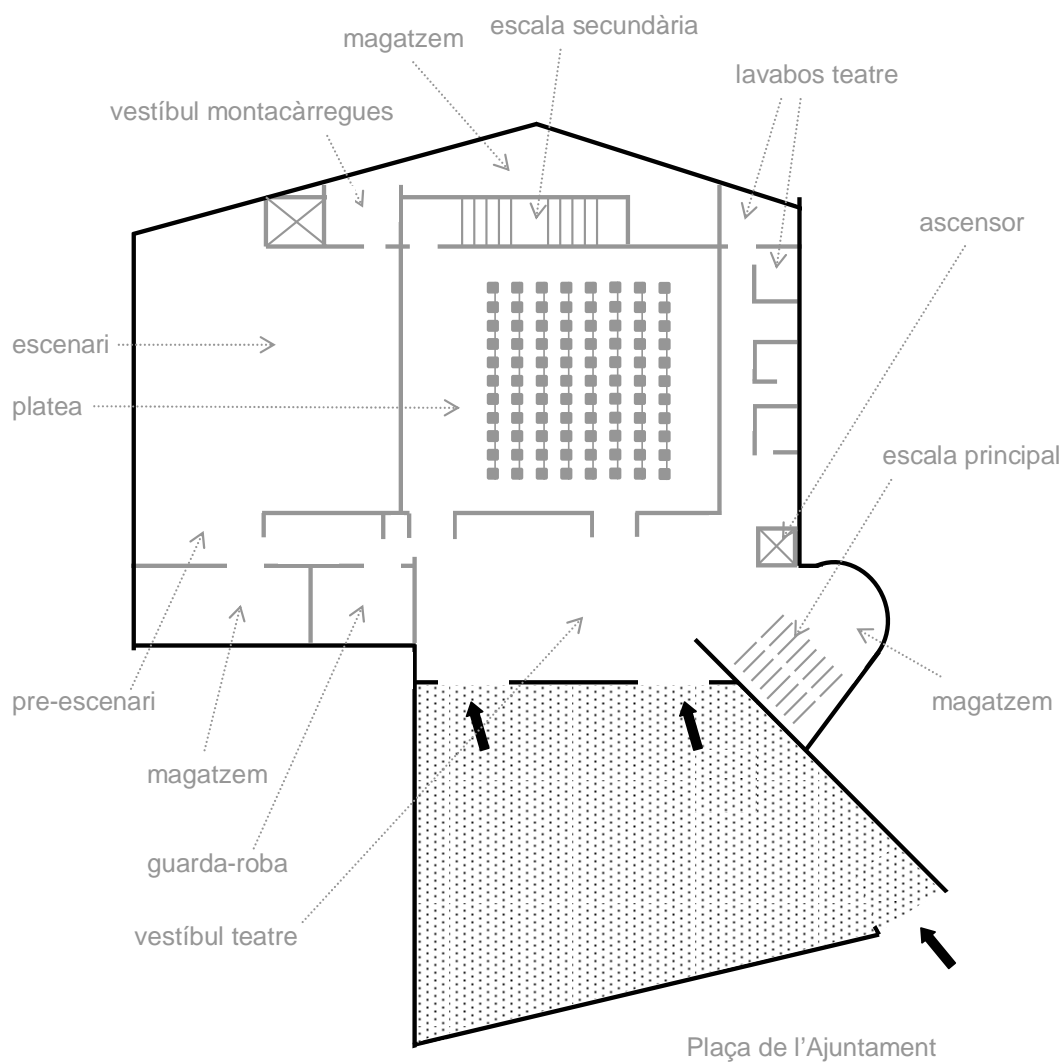 escala secundària
magatzem
lavabos teatre
vestíbul montacàrregues
ascensor
escenari
platea
escala principal
pre-escenari
magatzem
magatzem
guarda-roba
vestíbul teatre
Plaça de l’Ajuntament